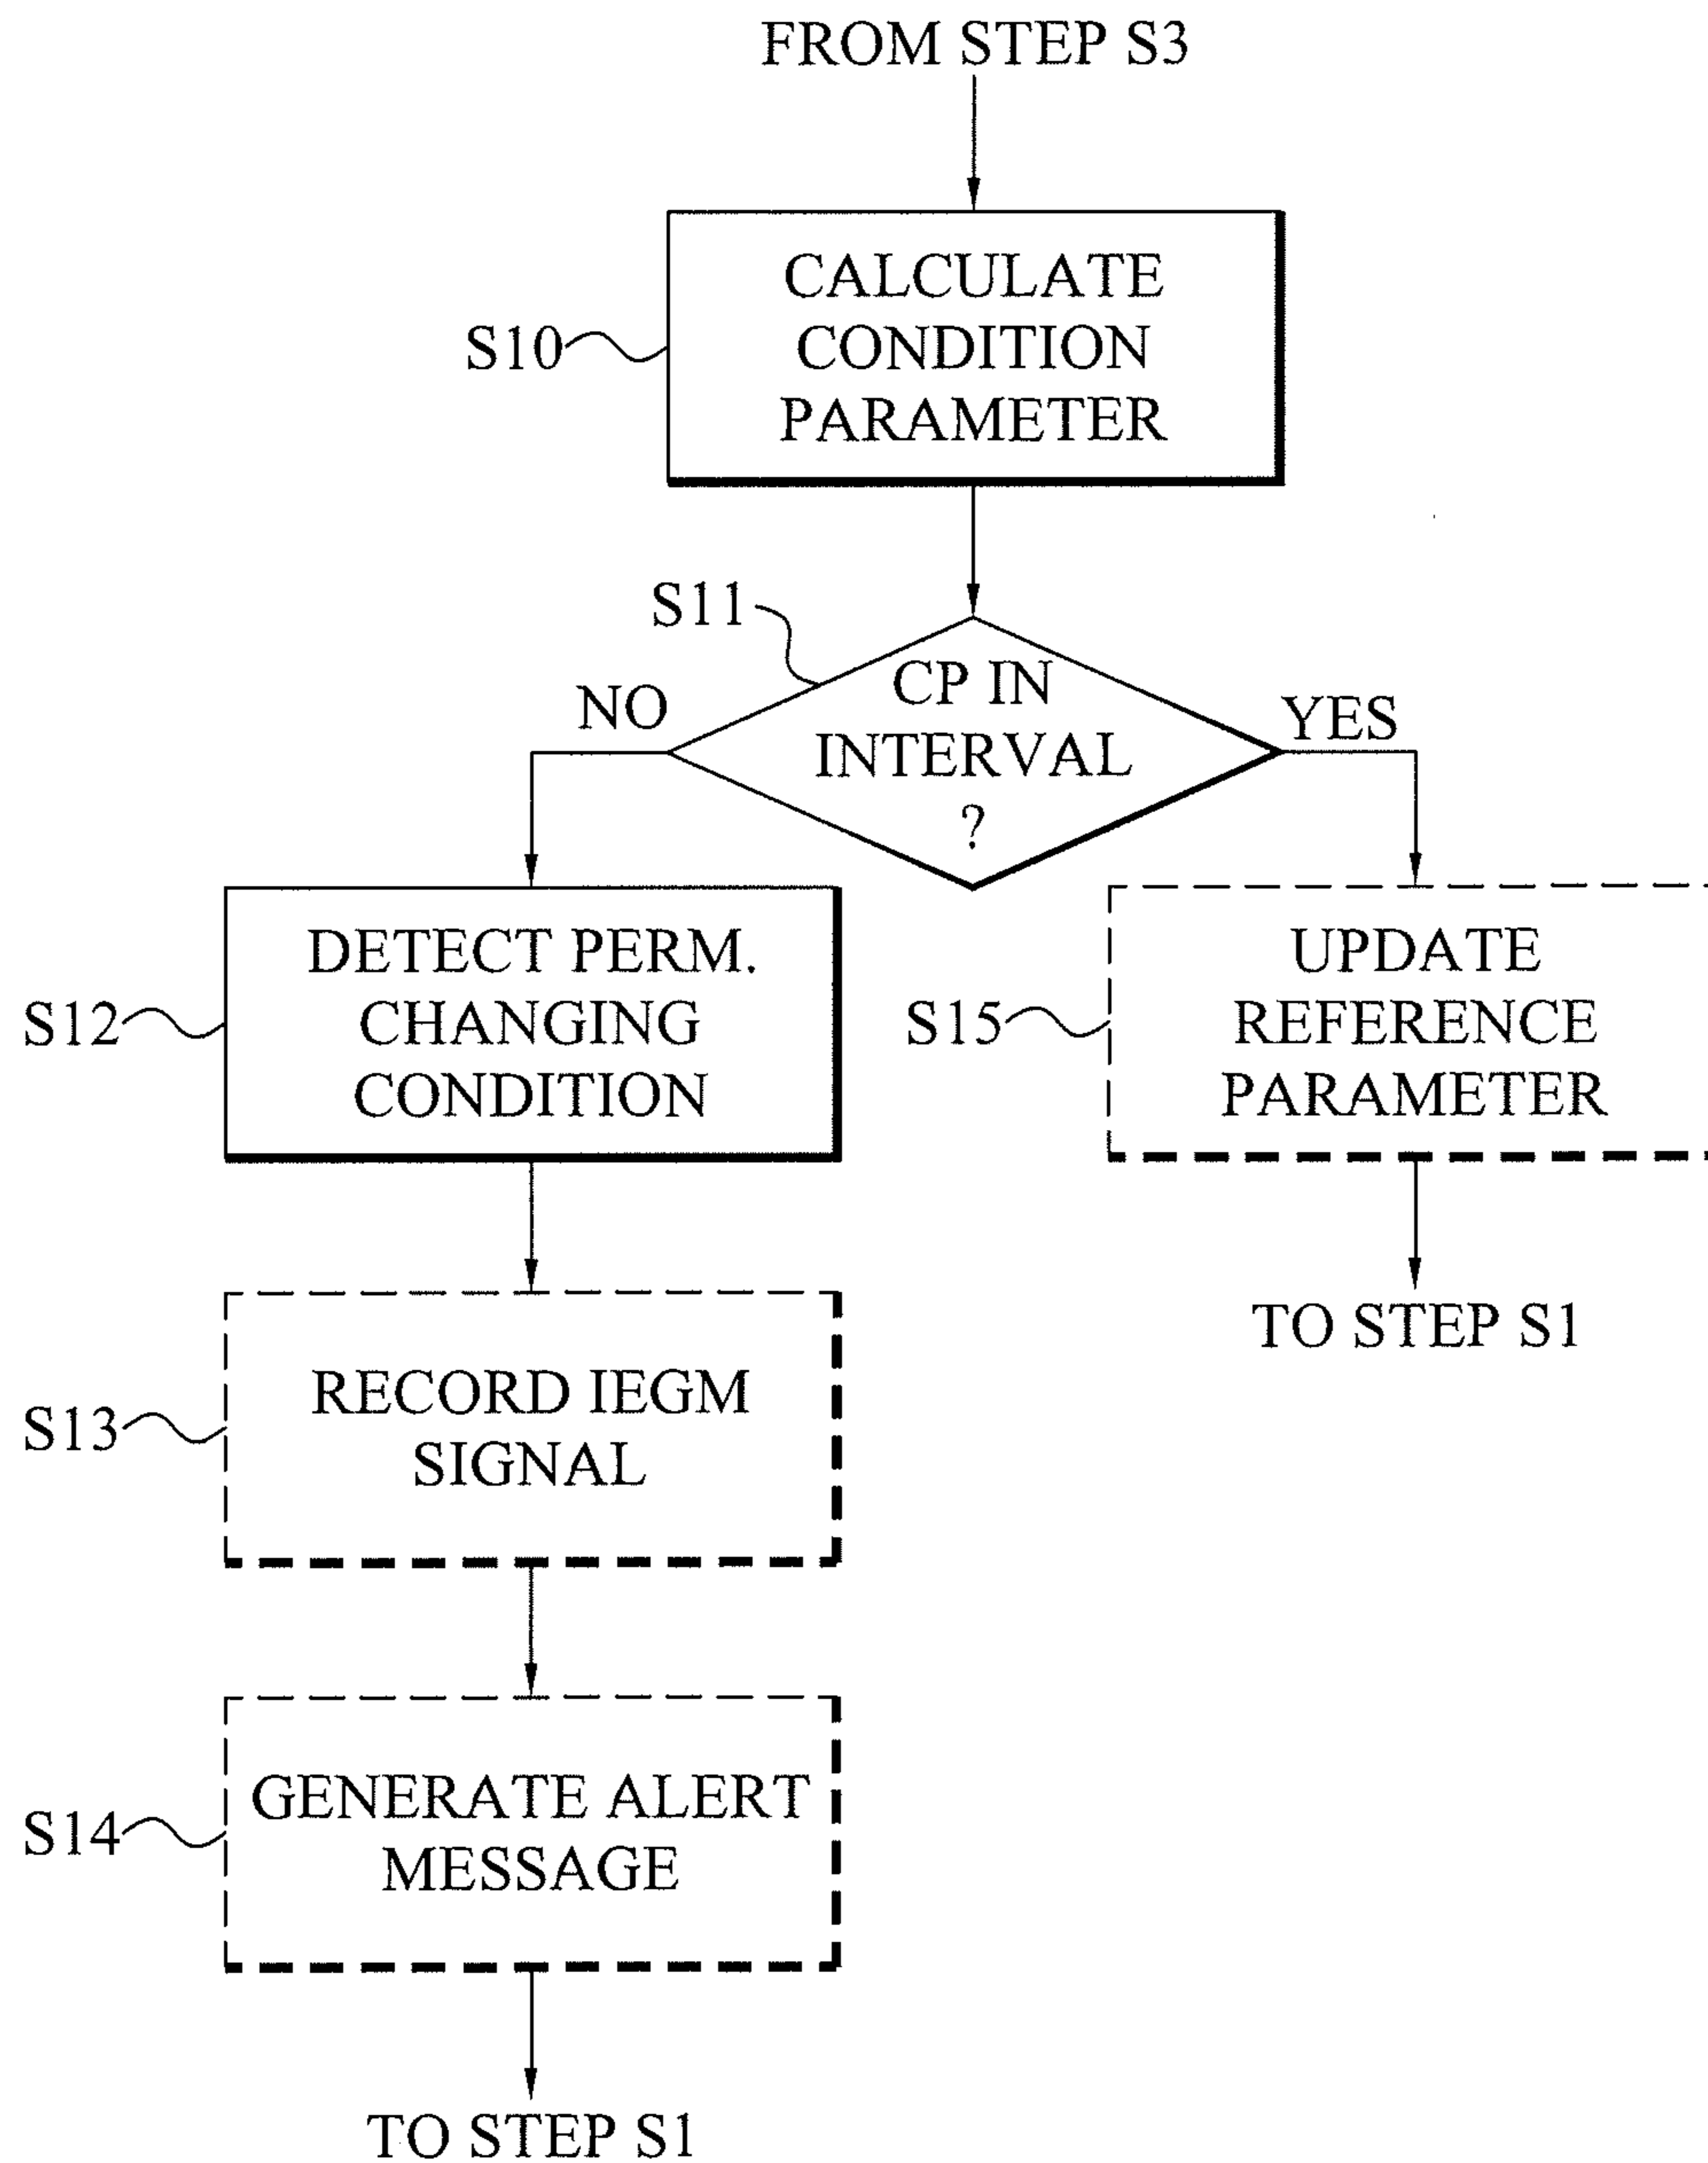 FROM STEP S3
S10
CALCULATE
CONDITION
PARAMETER
S11
CP IN
INTERVAL
?
NO
YES
S12
DETECT PERM.
CHANGING
CONDITION
S15
UPDATE
REFERENCE
PARAMETER
S13
RECORD IEGM
SIGNAL
TO STEP S1
S14
GENERATE ALERT
MESSAGE
TO STEP S1